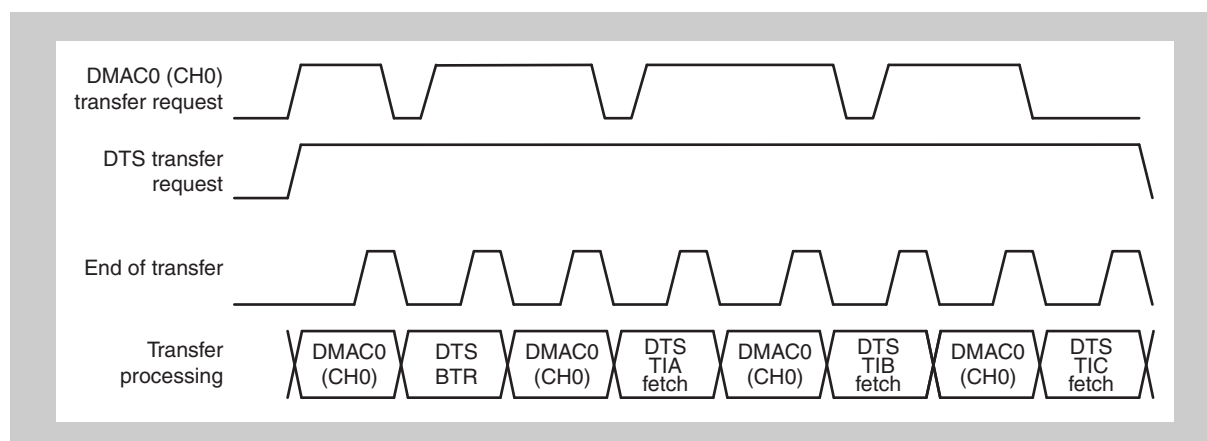 DMAC0 (CH0)
transfer request
DTS transfer
request
End of transfer
Transfer
processing
DMAC0
(CH0)
DTS
BTR
DMAC0
(CH0)
DTS
TIA
fetch
DMAC0
(CH0)
DTS
TIB
fetch
DMAC0
(CH0)
DTS
TIC
fetch